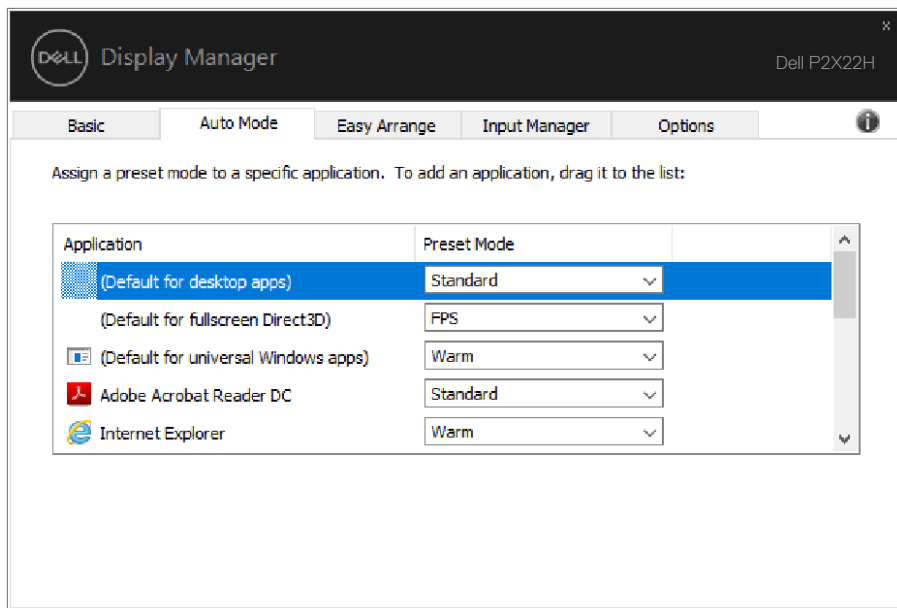 x
DELL Display Manager
Dell P2X22H
Basic Auto Mode Easy Arrange Input Manager Options
Assign a preset mode to a specific application. To add an application, drag it to the list:
Application Preset Mode
(Default for desktop apps) Standard
(Default for fullscreen Direct3D) FPS
(Default for universal Windows apps) Warm
Adobe Acrobat Reader DC Standard
Internet Explorer Warm